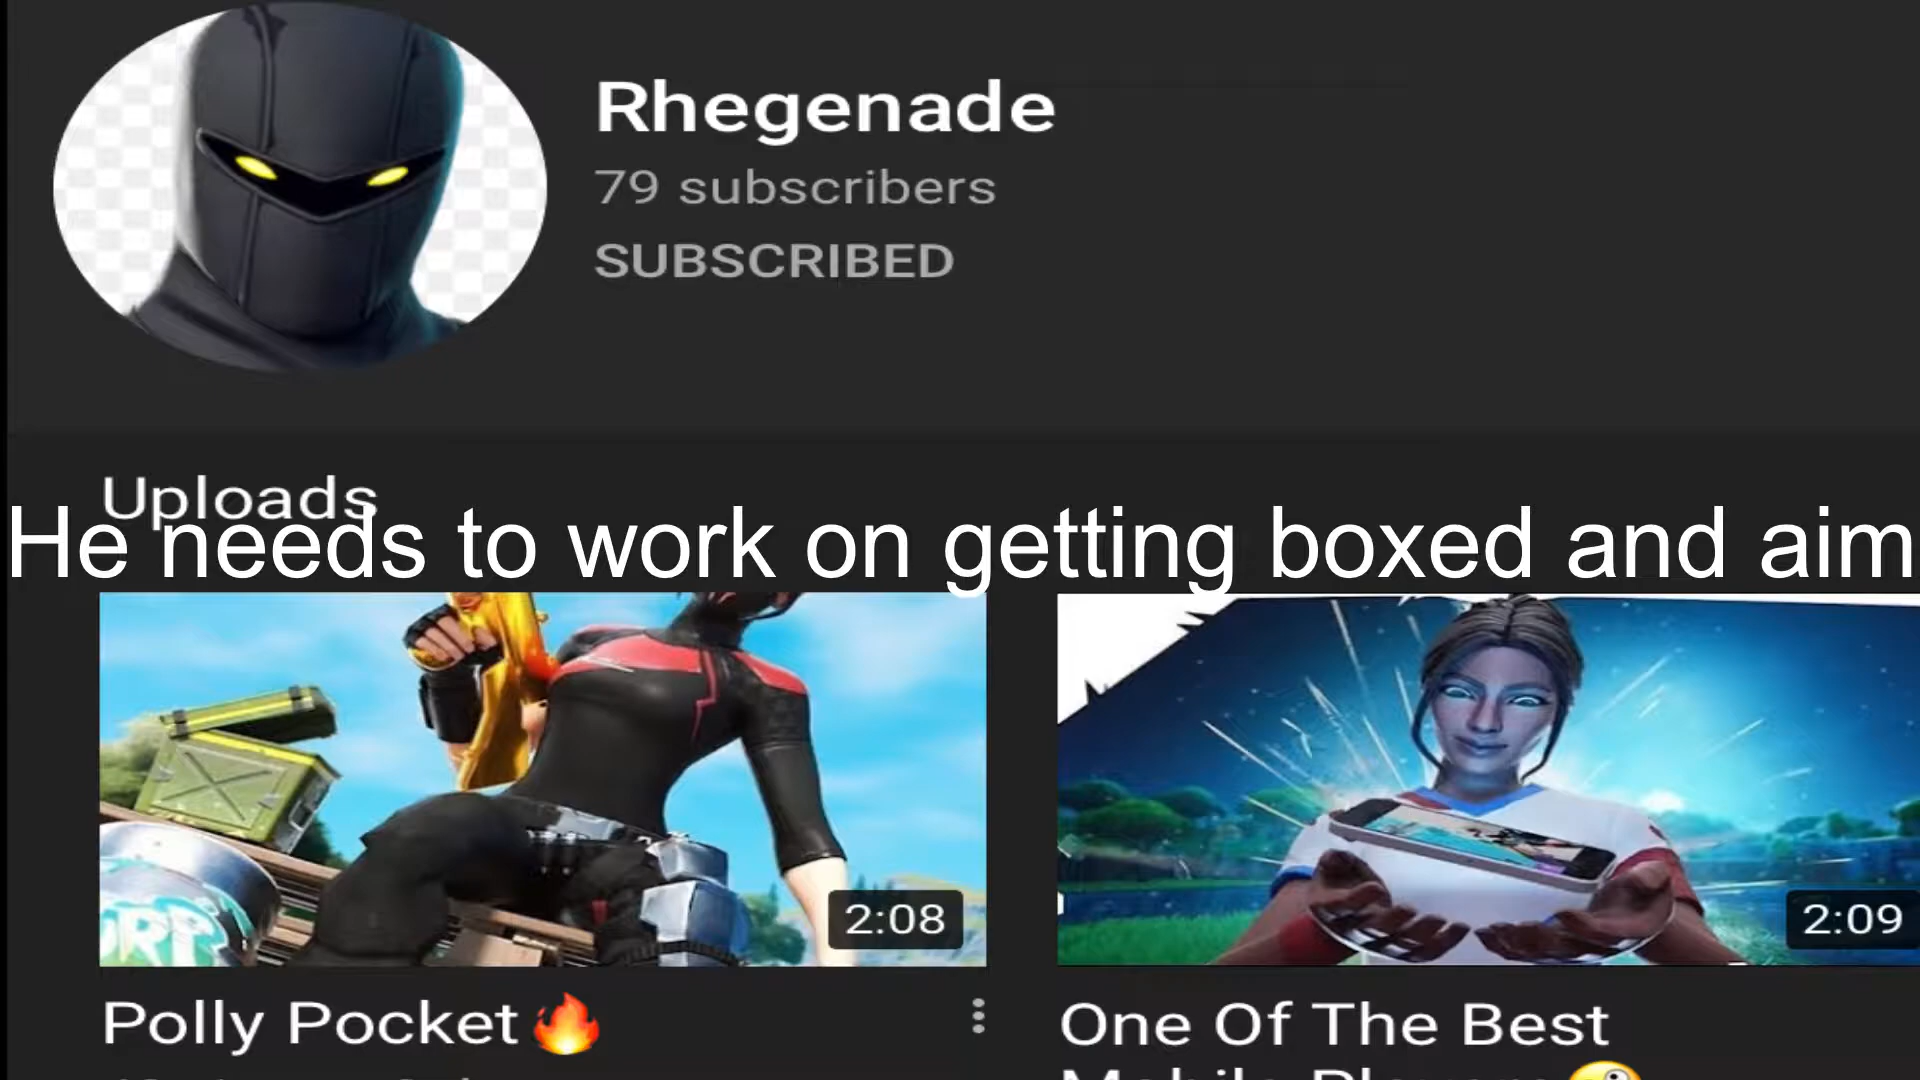 Rhegenade
79 subscribers
SUBSCRIBED
Uploads
He needs to work on getting boxed and aim
2:08
2:09
Polly Pocket🔥
One Of The Best